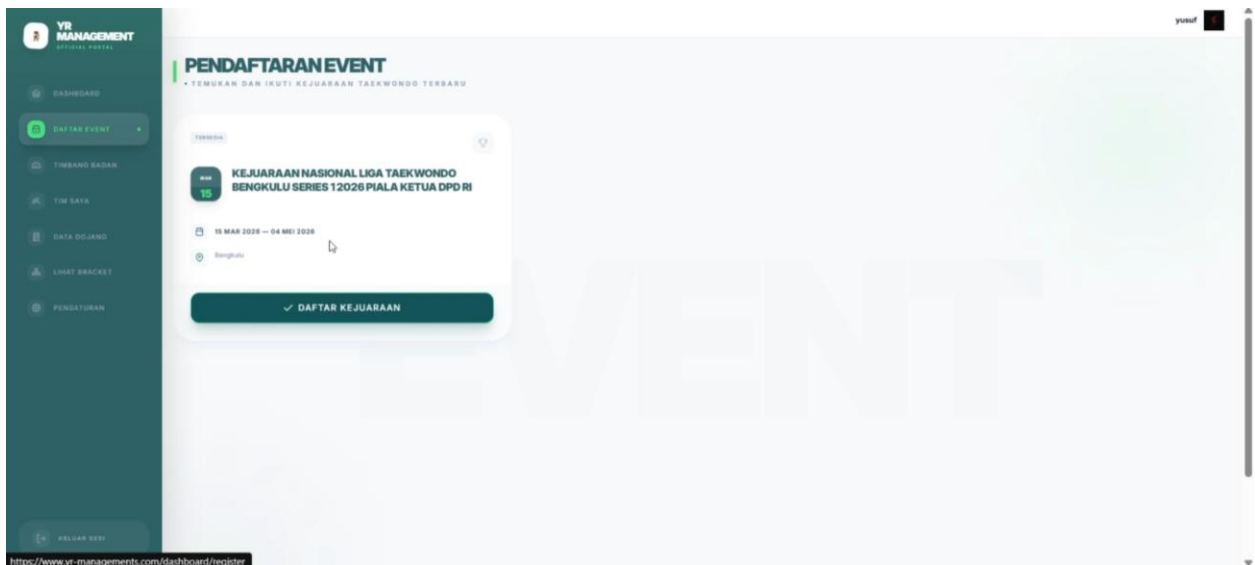 YR
MANAGEMENT
OFFICIAL PORTAL
yusuf
DASHBOARD
DAFTAR EVENT
TIMBANG BADAN
TIM SAYA
DATA DOJANG
LIHAT BRACKET
PENGATURAN
KELUAR SESI
PENDAFTARAN EVENT
• TEMUKAN DAN IKUTI KEJUARAAN TAEKWONDO TERBARU
TERSEDIA
MAR
15
KEJUARAAN NASIONAL LIGA TAEKWONDO
BENGKULU SERIES 1 2026 PIALA KETUA DPD RI
15 MAR 2026 — 04 MEI 2026
Bengkulu
DAFTAR KEJUARAAN
EVENT
https://www.yr-managements.com/dashboard/register